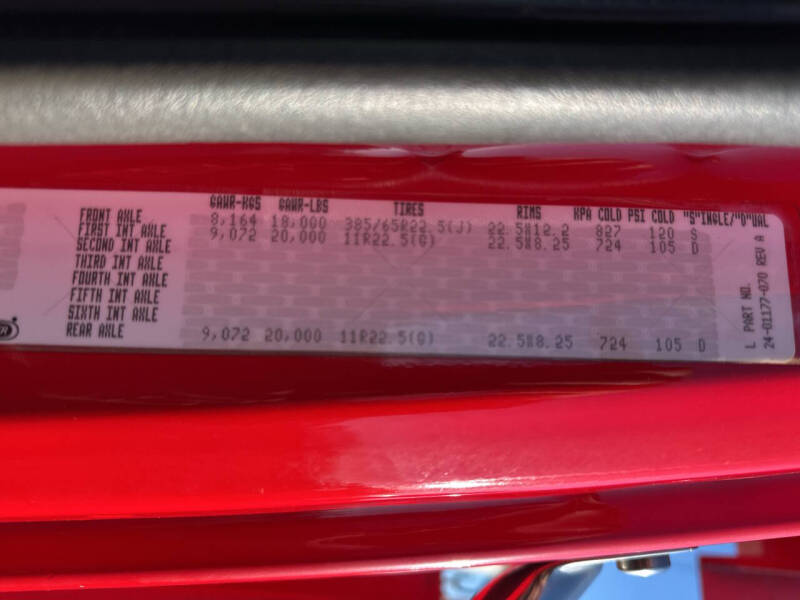 GAWR-KGS GAWR-LBS TIRES RIMS KPA COLD PSI COLD "S"INGLE/"D"UAL
FRONT AXLE 8,164 18,000 385/65R22.5(J) 22.5X12.2 827 120 S
FIRST INT AXLE 9,072 20,000 11R22.5(G) 22.5X8.25 724 105 D
SECOND INT AXLE
THIRD INT AXLE
FOURTH INT AXLE
FIFTH INT AXLE
SIXTH INT AXLE
REAR AXLE 9,072 20,000 11R22.5(G) 22.5X8.25 724 105 D
L PART NO.
24-01177-070 REV A